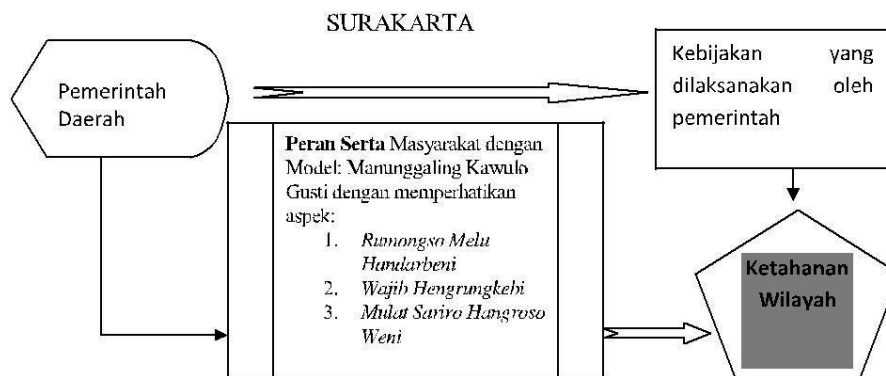 SURAKARTA
Pemerintah
Daerah
Kebijakan yang
dilaksanakan oleh
pemerintah
Peran Serta Masyarakat dengan
Model: Manunggaling Kawulo
Gusti dengan memperhatikan
aspek:
1. Rumongso Melu
Handarbeni
2. Wajib Hengrungkebi
3. Mulat Sariro Hangroso
Weni
Ketahanan
Wilayah